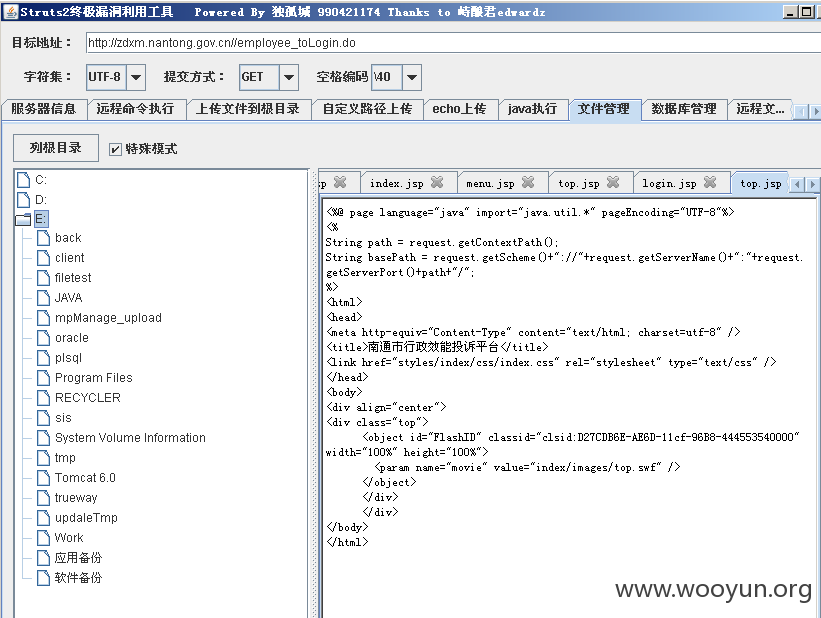 Struts2终极漏洞利用工具 Powered By 独孤城 990421174 Thanks to 峙酿君edwardz
目标地址： http://zdxm.nantong.gov.cn//employee_toLogin.do
字符集： UTF-8 提交方式： GET 空格编码 \40
服务器信息 远程命令执行 上传文件到根目录 自定义路径上传 echo上传 java执行 文件管理 数据库管理 远程文...
列根目录 特殊模式
C:
D:
E:
back
client
filetest
JAVA
mpManage_upload
oracle
plsql
Program Files
RECYCLER
sis
System Volume Information
tmp
Tomcat 6.0
trueway
updaleTmp
Work
应用备份
软件备份
sp index.jsp menu.jsp top.jsp login.jsp top.jsp
<%@ page language="java" import="java.util.*" pageEncoding="UTF-8"%>
<%
String path = request.getContextPath();
String basePath = request.getScheme()+"://"+request.getServerName()+":"+request.
getServerPort()+path+"/";
%>
<html>
<head>
<meta http-equiv="Content-Type" content="text/html; charset=utf-8" />
<title>南通市行政效能投诉平台</title>
<link href="styles/index/css/index.css" rel="stylesheet" type="text/css" />
</head>
<body>
<div align="center">
<div class="top">
<object id="FlashID" classid="clsid:D27CDB6E-AE6D-11cf-96B8-444553540000"
width="100%" height="100%">
<param name="movie" value="index/images/top.swf" />
</object>
</div>
</div>
</body>
</html>
www.wooyun.org